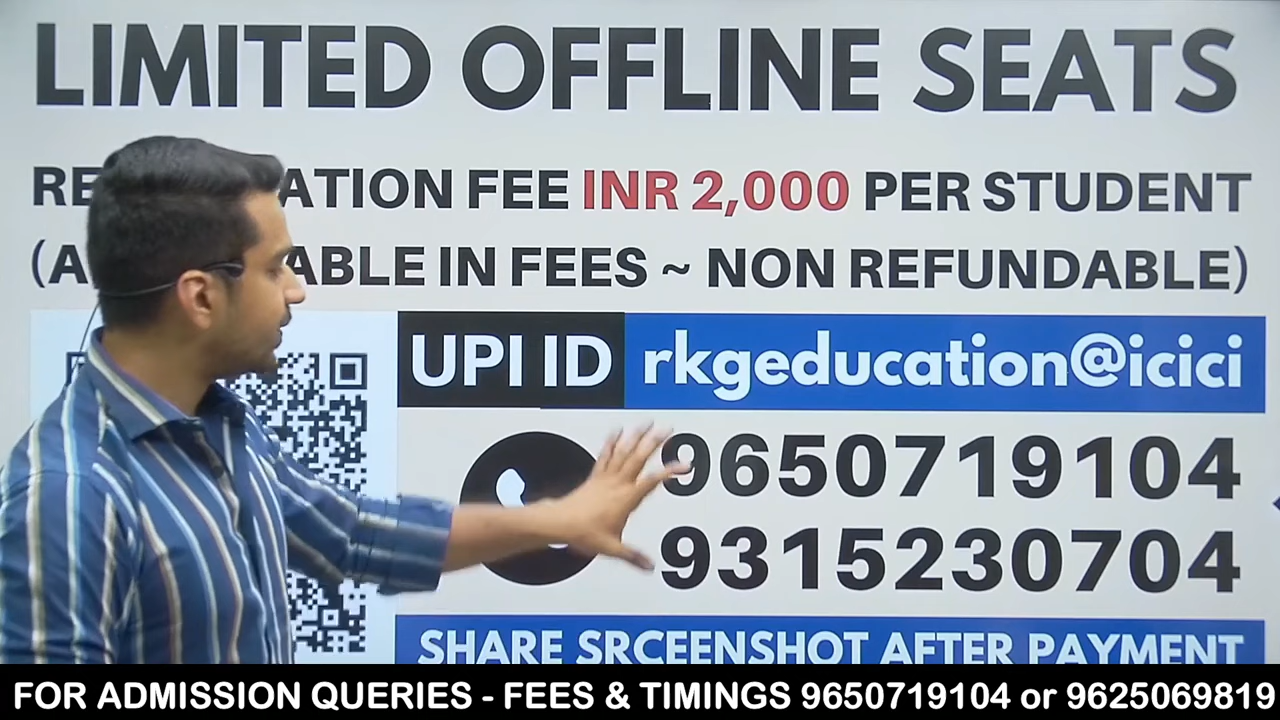 LIMITED OFFLINE SEATS
RE ATION FEE INR 2,000 PER STUDENT
(A ABLE IN FEES ~ NON REFUNDABLE)
UPI ID rkgeducation@icici
9650719104
9315230704
SHARE SRCEENSHOT AFTER PAYMENT
FOR ADMISSION QUERIES - FEES & TIMINGS 9650719104 or 9625069819